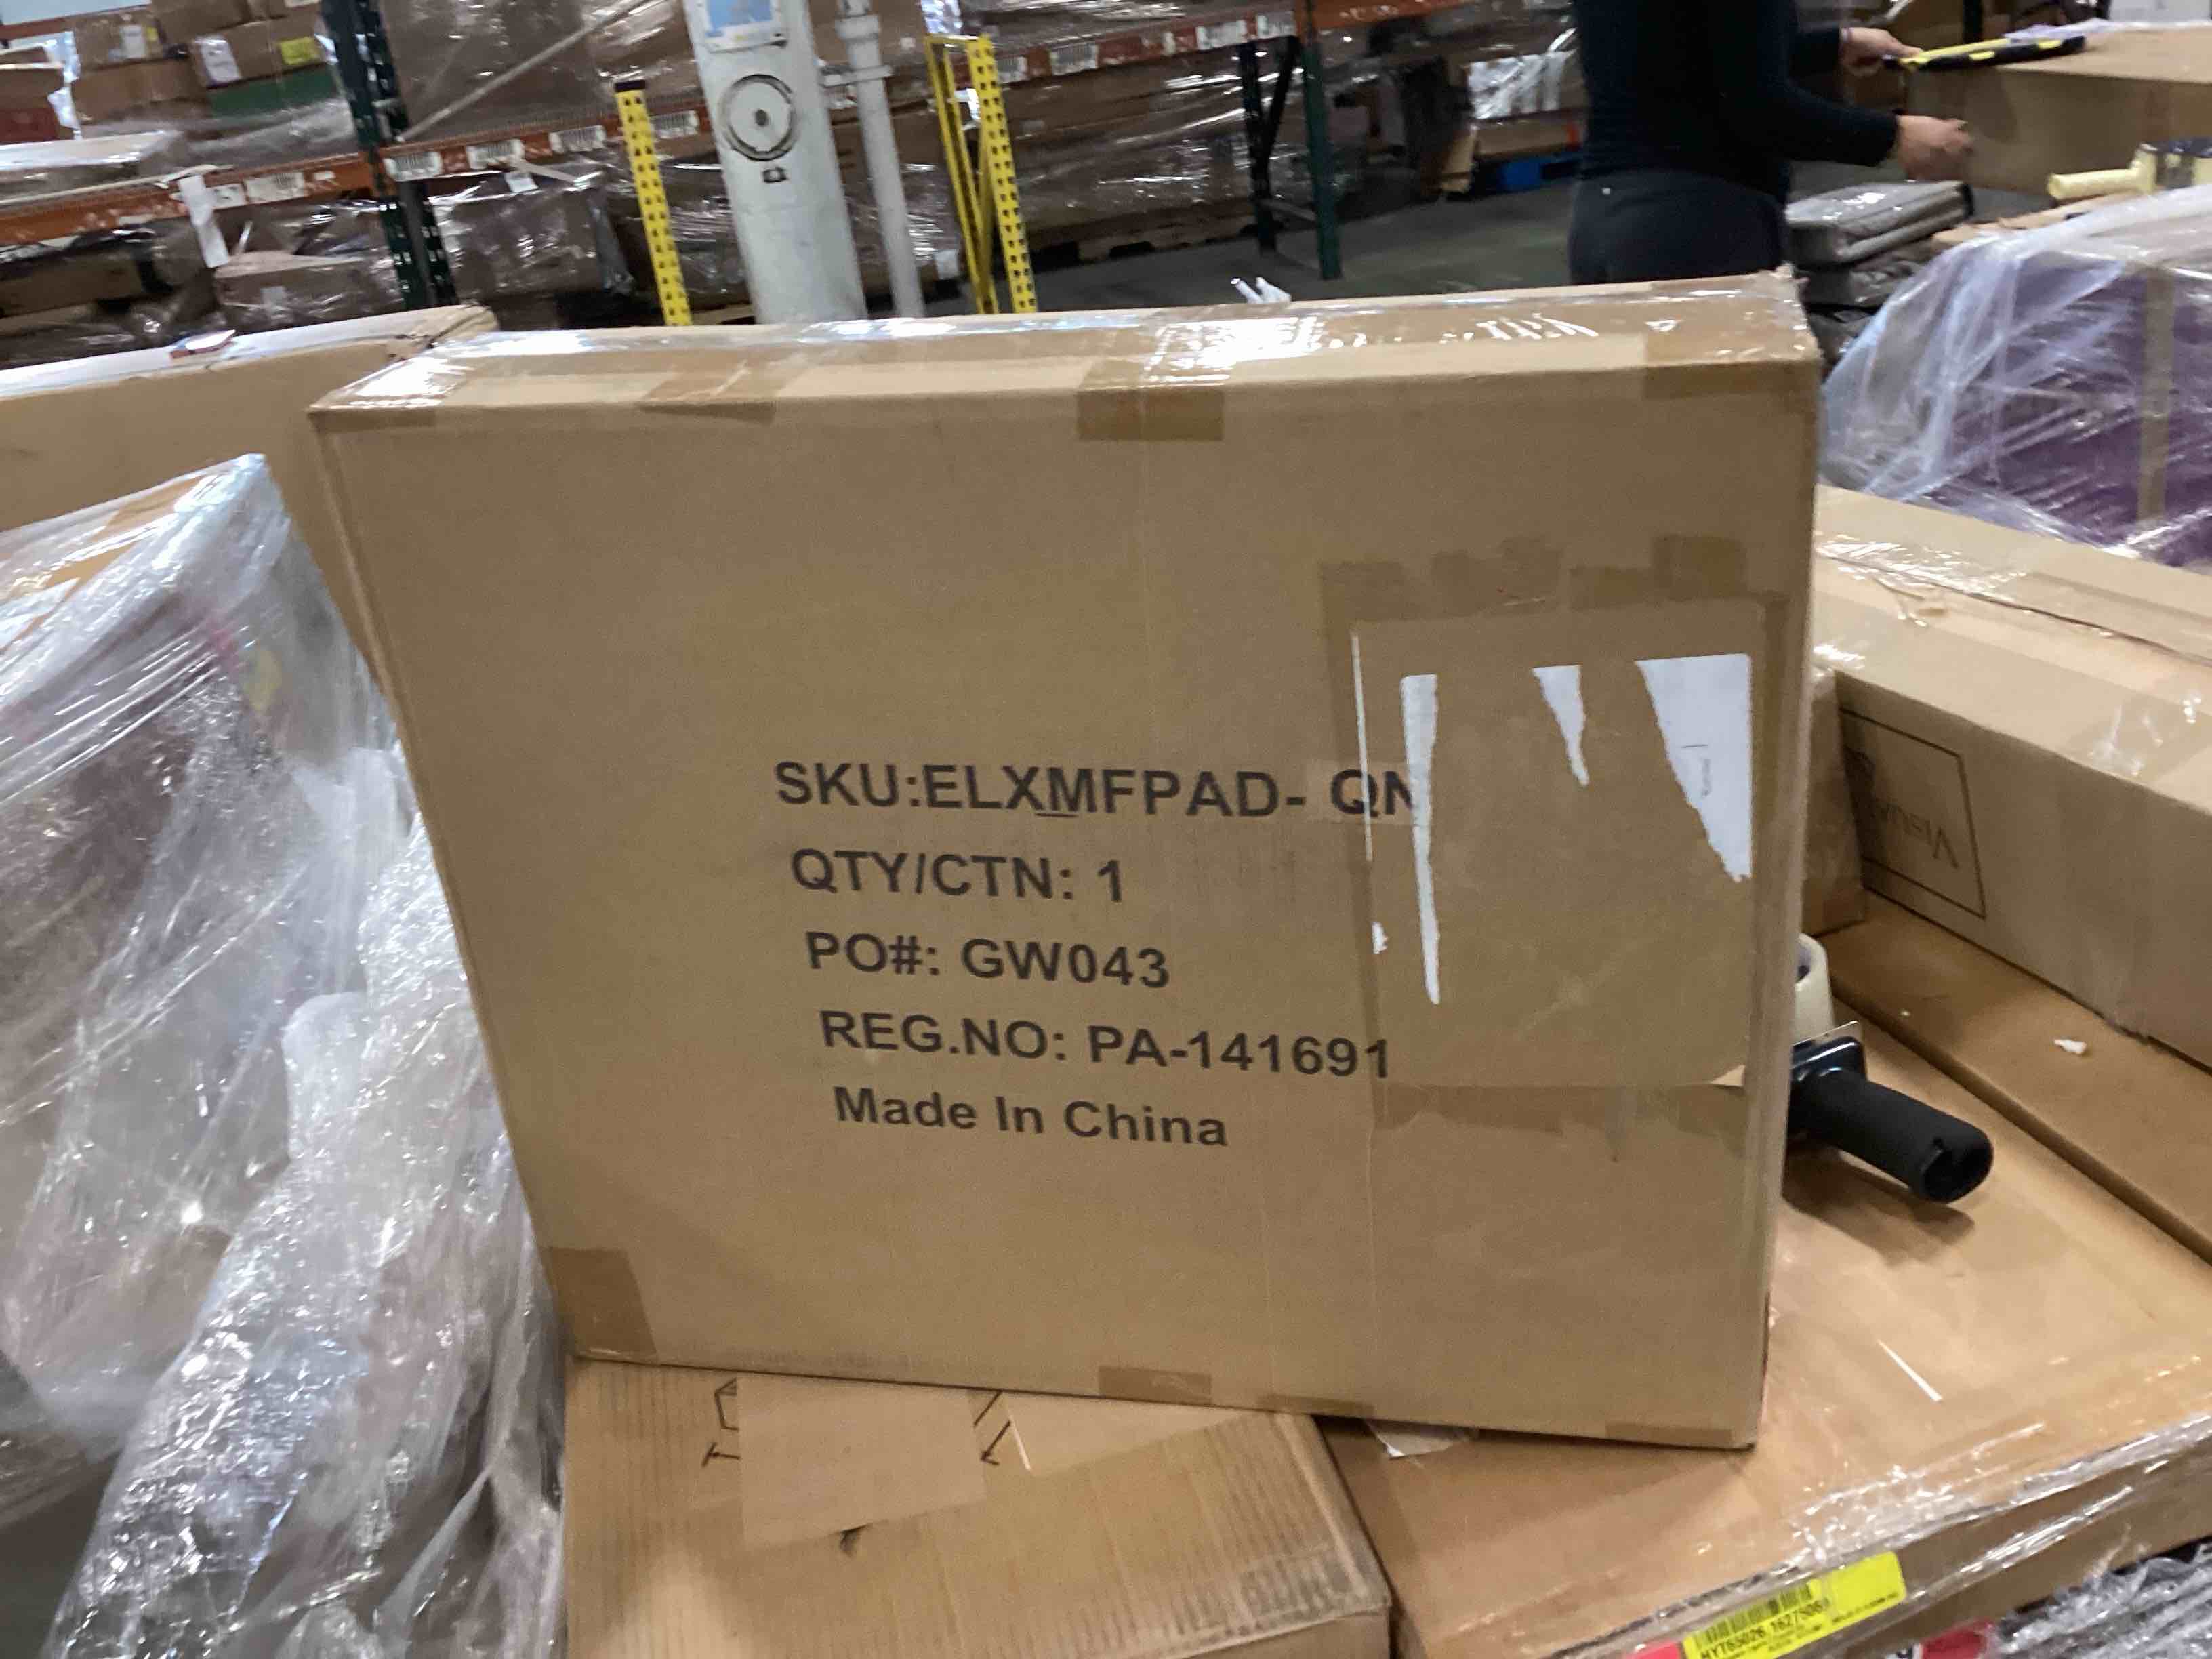 SKU:ELXMFPAD- QN
QTY/CTN: 1
PO#: GW043
REG.NO: PA-141691
Made In China